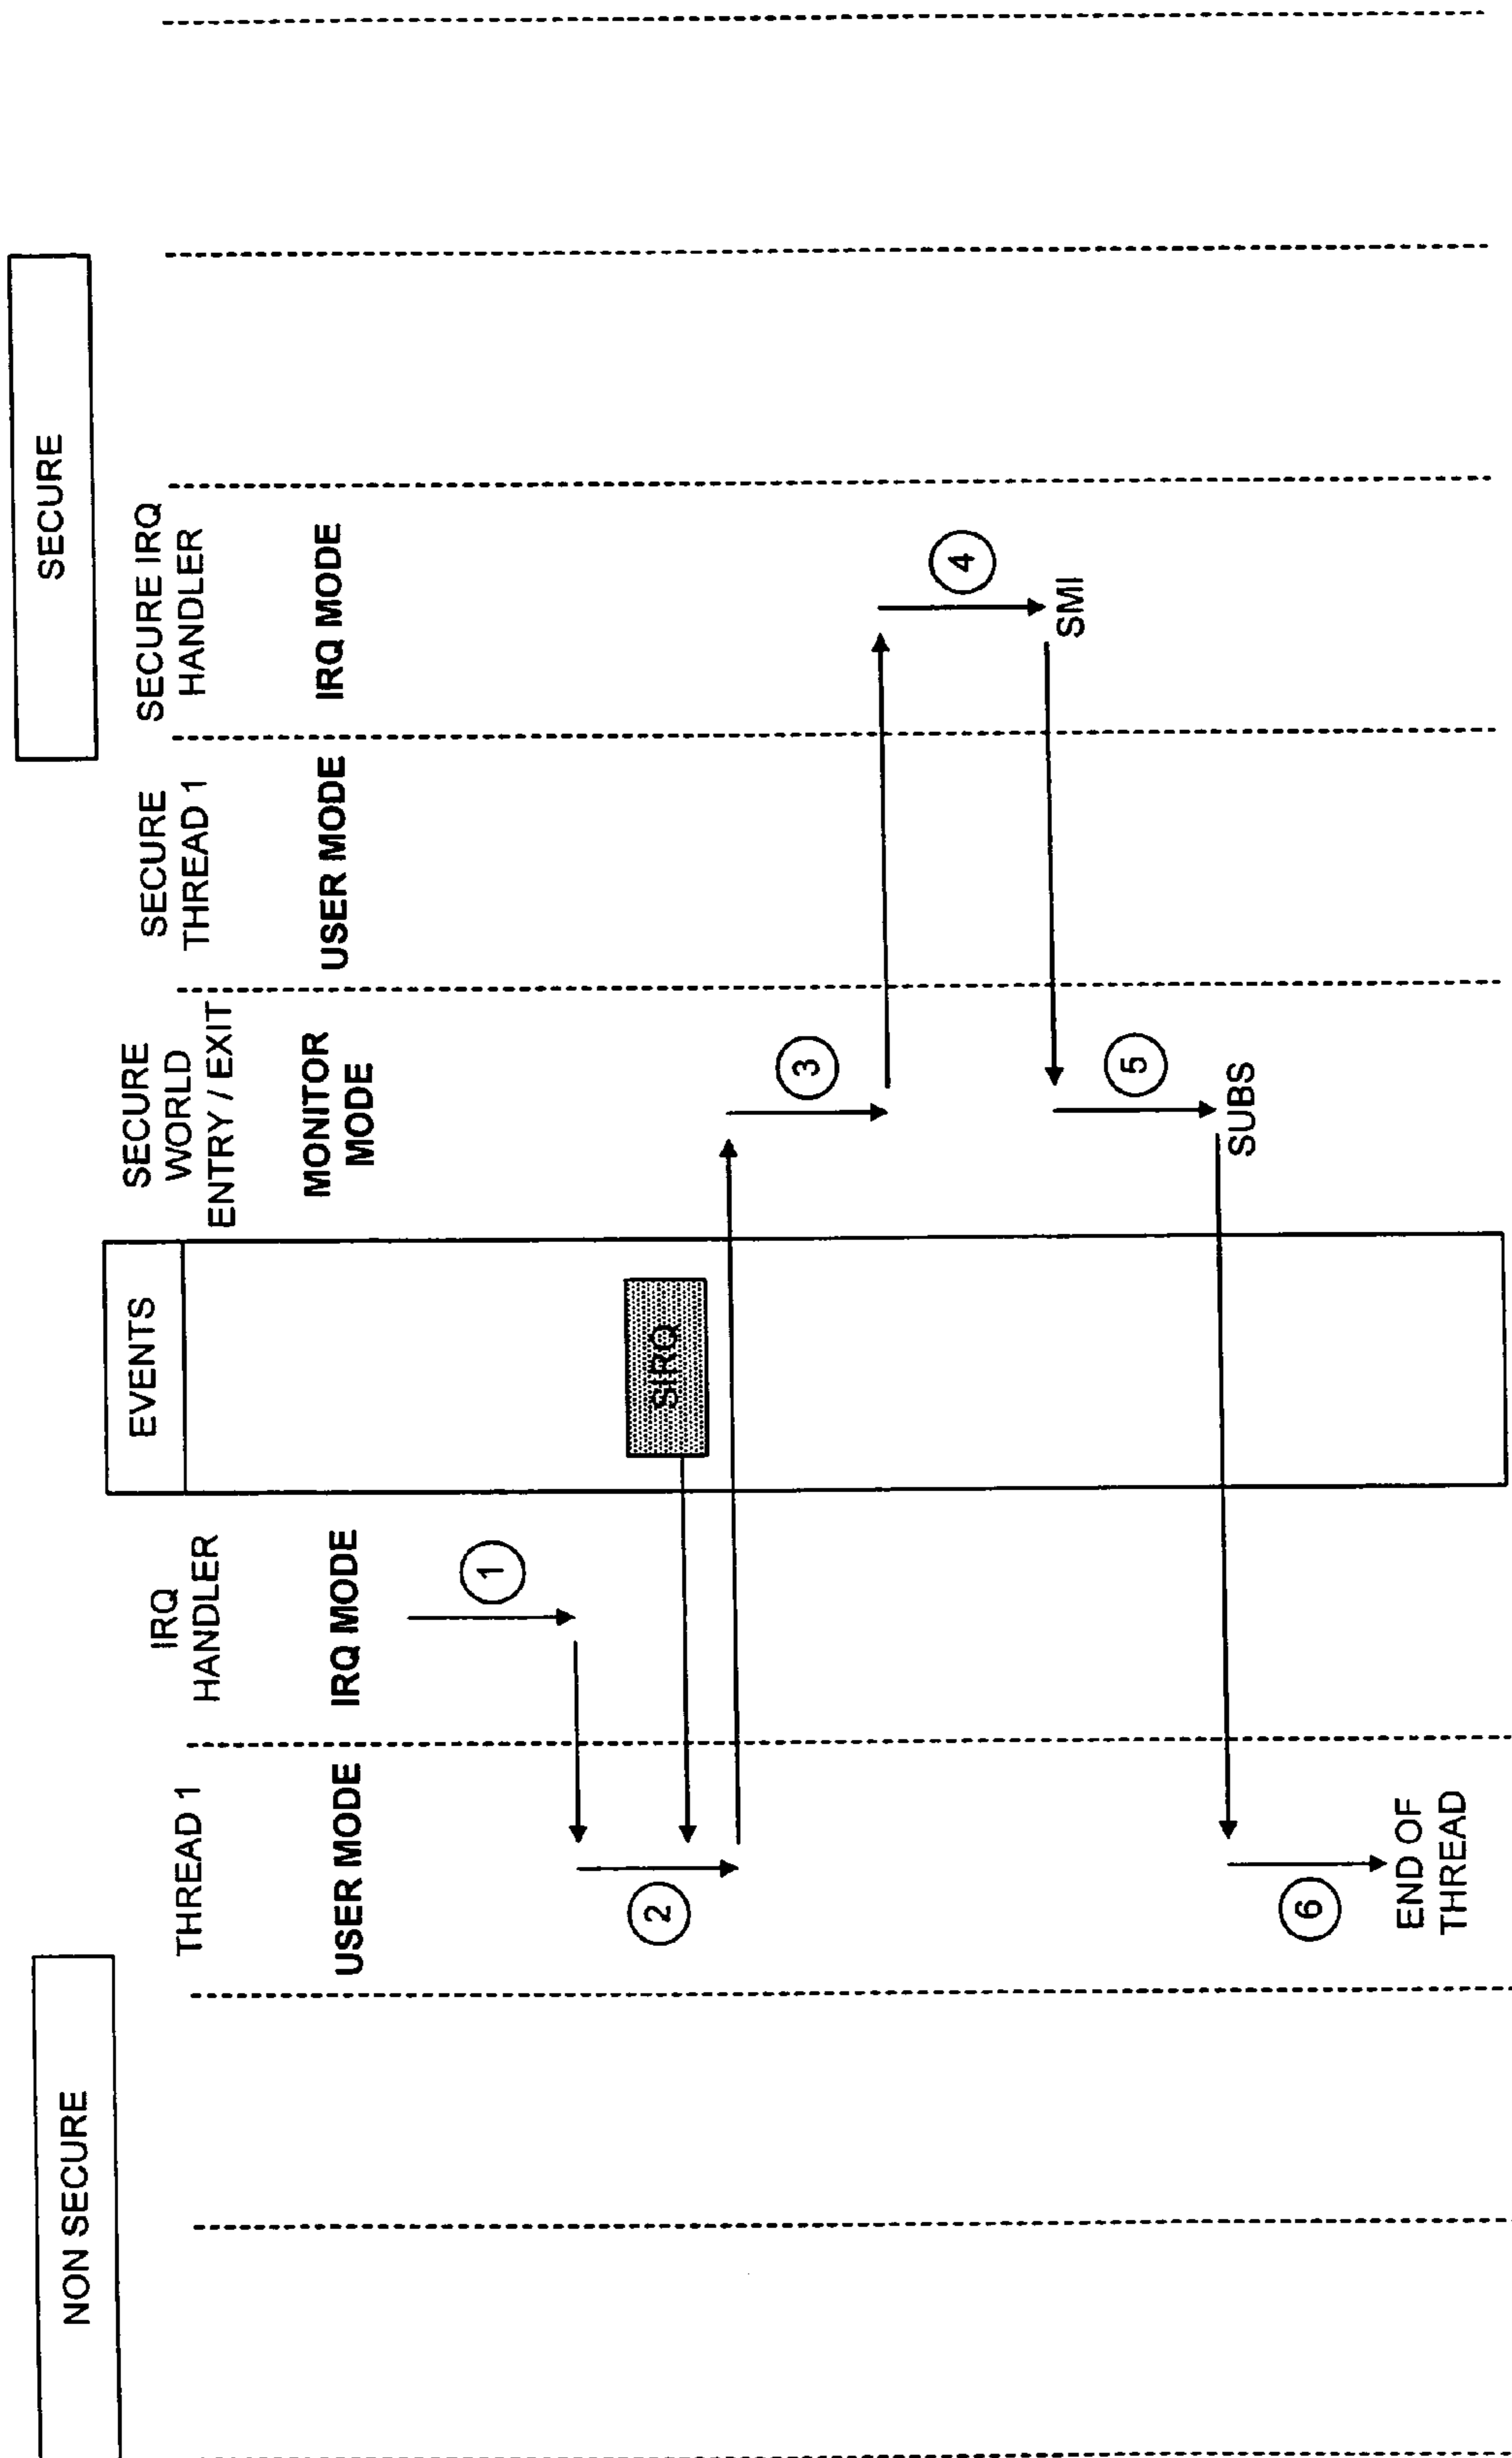 NON SECURE
SECURE
THREAD 1
USER MODE
IRQ
HANDLER
IRQ MODE
EVENTS
SECURE
WORLD
ENTRY / EXIT
MONITOR
MODE
SECURE
THREAD 1
USER MODE
SECURE IRQ
HANDLER
IRQ MODE
1
2
SIRQ
3
4
SMI
5
SUBS
6
END OF
THREAD